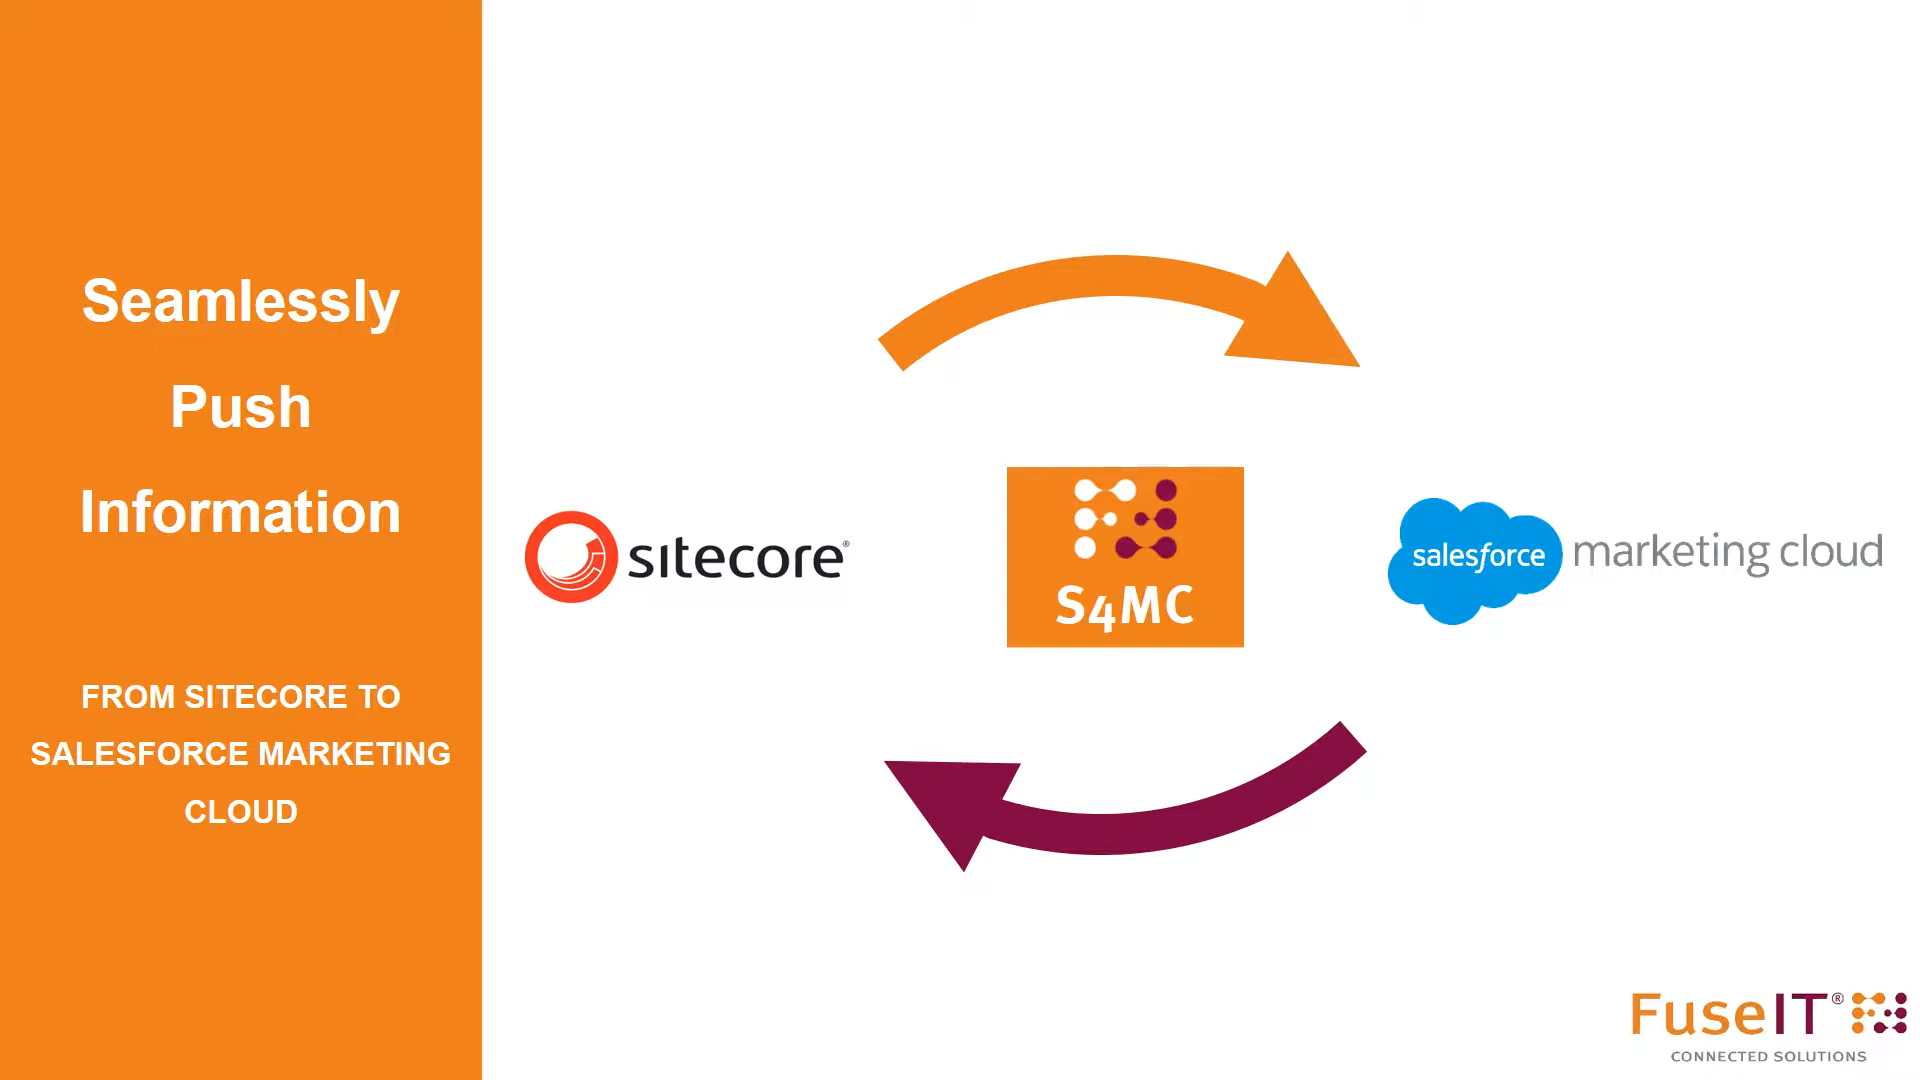 Seamlessly
Push
Information
FROM SITECORE TO
SALESFORCE MARKETING
CLOUD
sitecore®
S4MC
salesforce marketing cloud
FuseIT®
CONNECTED SOLUTIONS